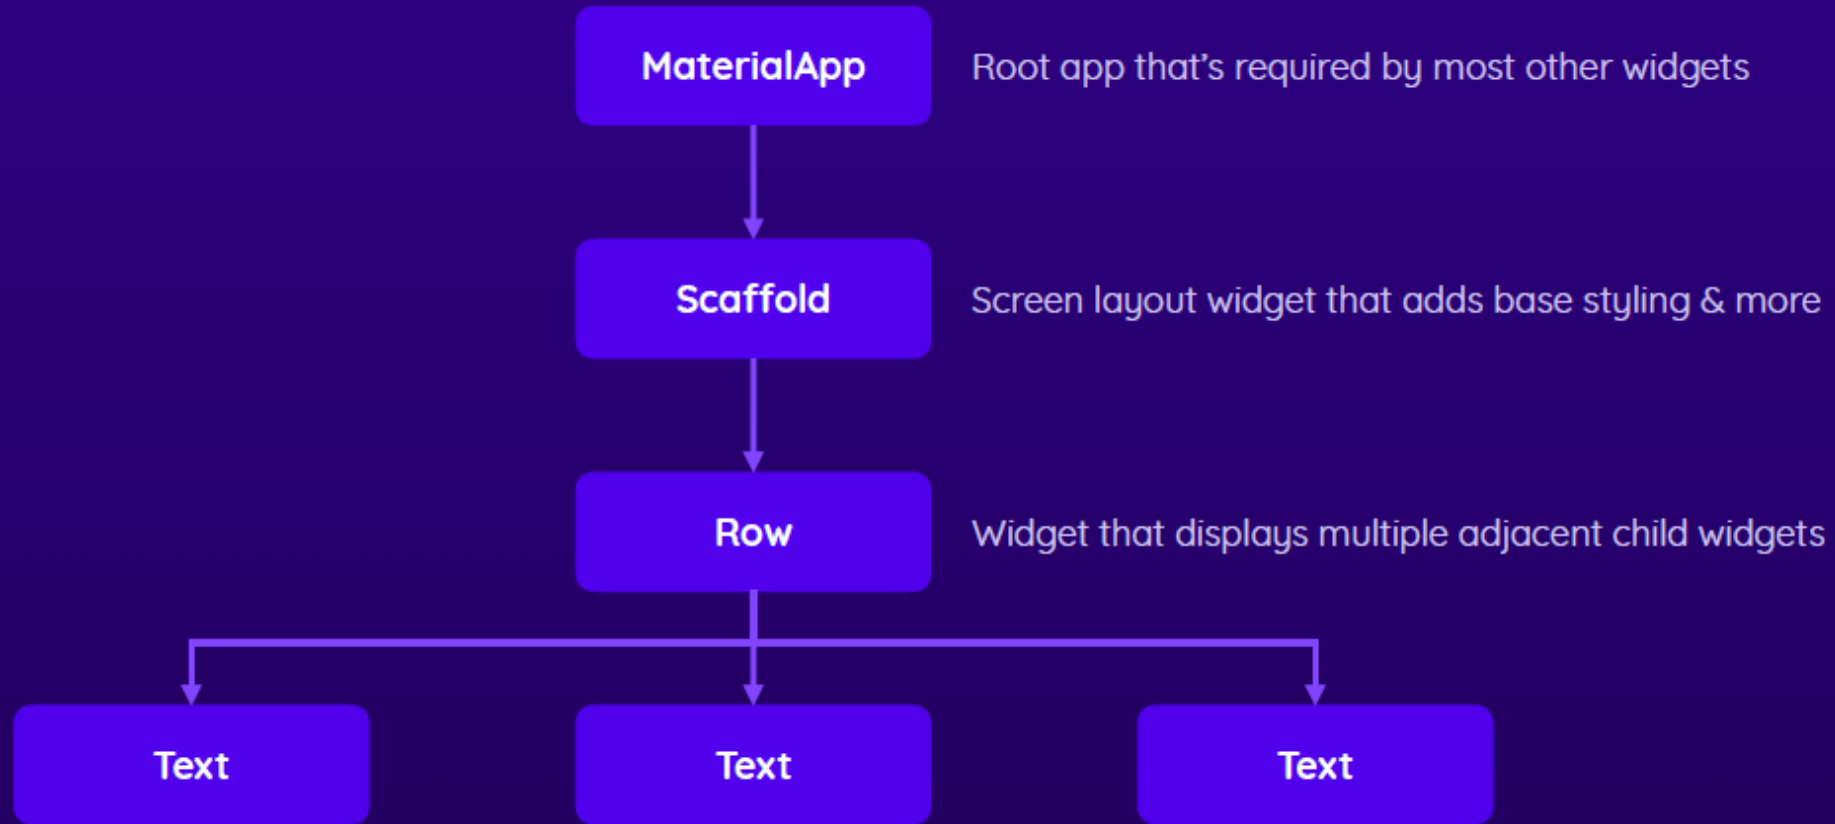 MaterialApp
Root app that's required by most other widgets
Scaffold
Screen layout widget that adds base styling & more
Row
Widget that displays multiple adjacent child widgets
Text
Text
Text